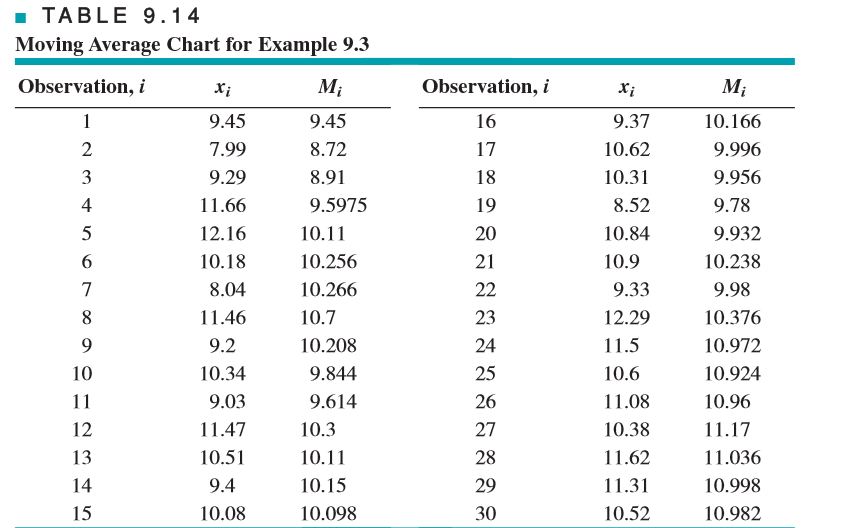 TABLE 9.14
Moving Average Chart for Example 9.3
Observation, i xi Mi Observation, i xi Mi
1 9.45 9.45 16 9.37 10.166
2 7.99 8.72 17 10.62 9.996
3 9.29 8.91 18 10.31 9.956
4 11.66 9.5975 19 8.52 9.78
5 12.16 10.11 20 10.84 9.932
6 10.18 10.256 21 10.9 10.238
7 8.04 10.266 22 9.33 9.98
8 11.46 10.7 23 12.29 10.376
9 9.2 10.208 24 11.5 10.972
10 10.34 9.844 25 10.6 10.924
11 9.03 9.614 26 11.08 10.96
12 11.47 10.3 27 10.38 11.17
13 10.51 10.11 28 11.62 11.036
14 9.4 10.15 29 11.31 10.998
15 10.08 10.098 30 10.52 10.982